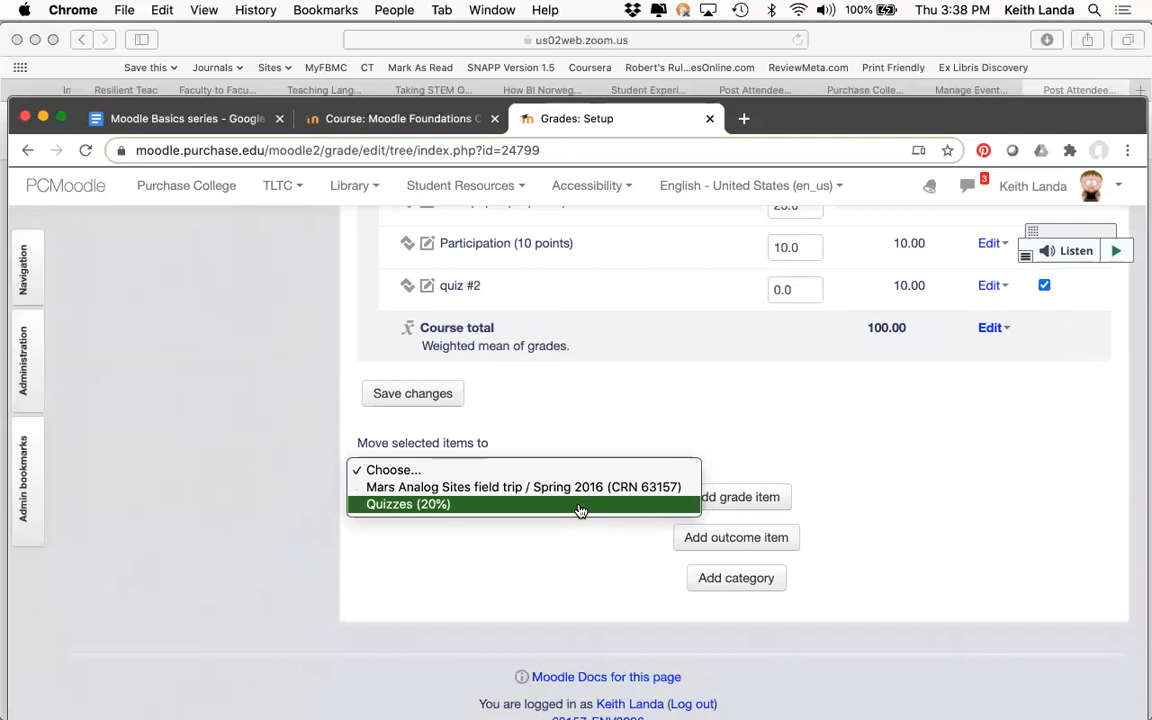 Chrome File Edit View History Bookmarks People Tab Window Help 100% Thu 3:38 PM Keith Landa
us02web.zoom.us
Save this Journals Sites MyFBMC CT Mark As Read SNAPP Version 1.5 Coursera Robert's Rul...esOnline.com ReviewMeta.com Print Friendly Ex Libris Discovery
In Resilient Teac Faculty to Facu... Teaching Lang... Taking STEM O... How BI Norweg... Student Experi... Post Attendee... Purchase Colle... Manage Event... Post Attendee...
Moodle Basics series - Google Course: Moodle Foundations C Grades: Setup
moodle.purchase.edu/moodle2/grade/edit/tree/index.php?id=24799
PCMoodle Purchase College TLTC Library Student Resources Accessibility English - United States (en_us) 3 Keith Landa
Navigation
Administration
Admin bookmarks
25.0
Participation (10 points) 10.0 10.00 Edit
Listen
quiz #2 0.0 10.00 Edit
Course total 100.00 Edit
Weighted mean of grades.
Save changes
Move selected items to
Choose...
Mars Analog Sites field trip / Spring 2016 (CRN 63157)
Quizzes (20%)
dd grade item
Add outcome item
Add category
Moodle Docs for this page
You are logged in as Keith Landa (Log out)